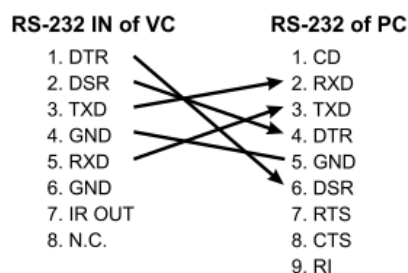 RS-232 IN of VC
1. DTR
2. DSR
3. TXD
4. GND
5. RXD
6. GND
7. IR OUT
8. N.C.
RS-232 of PC
1. CD
2. RXD
3. TXD
4. DTR
5. GND
6. DSR
7. RTS
8. CTS
9. RI